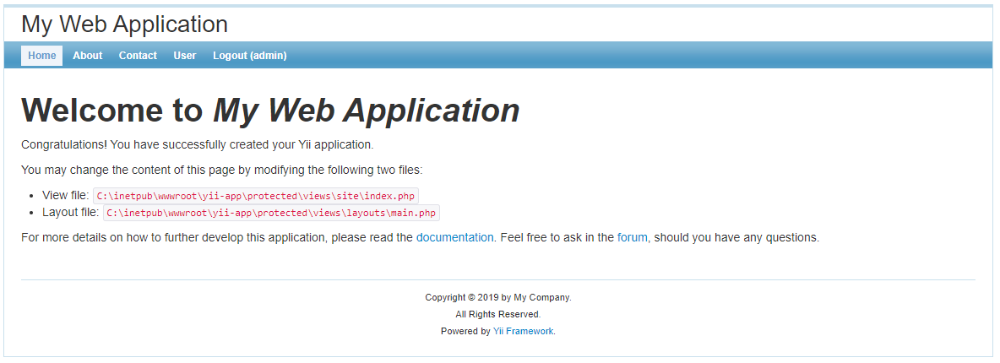 My Web Application
Home About Contact User Logout (admin)
Welcome to My Web Application
Congratulations! You have successfully created your Yii application.
You may change the content of this page by modifying the following two files:
• View file: C:\inetpub\wwwroot\yii-app\protected\views\site\index.php
• Layout file: C:\inetpub\wwwroot\yii-app\protected\views\layouts\main.php
For more details on how to further develop this application, please read the documentation. Feel free to ask in the forum, should you have any questions.
Copyright © 2019 by My Company.
All Rights Reserved.
Powered by Yii Framework.